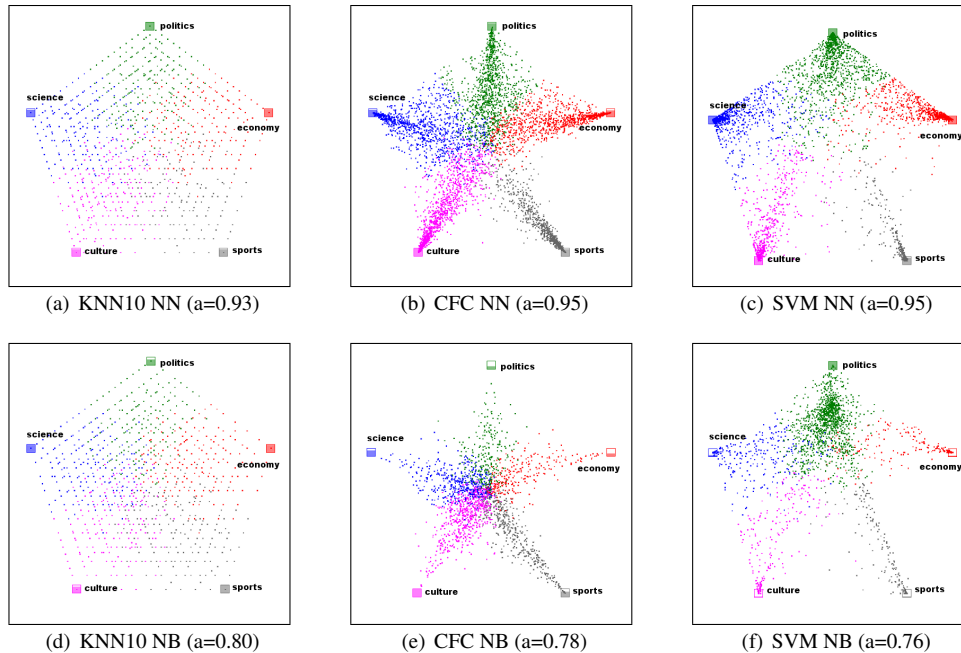 politics
science
economy
culture
sports
(a) KNN10 NN (a=0.93)
politics
science
economy
culture
sports
(b) CFC NN (a=0.95)
politics
science
economy
culture
sports
(c) SVM NN (a=0.95)
politics
science
economy
culture
sports
(d) KNN10 NB (a=0.80)
politics
science
economy
culture
sports
(e) CFC NB (a=0.78)
politics
science
economy
culture
sports
(f) SVM NB (a=0.76)